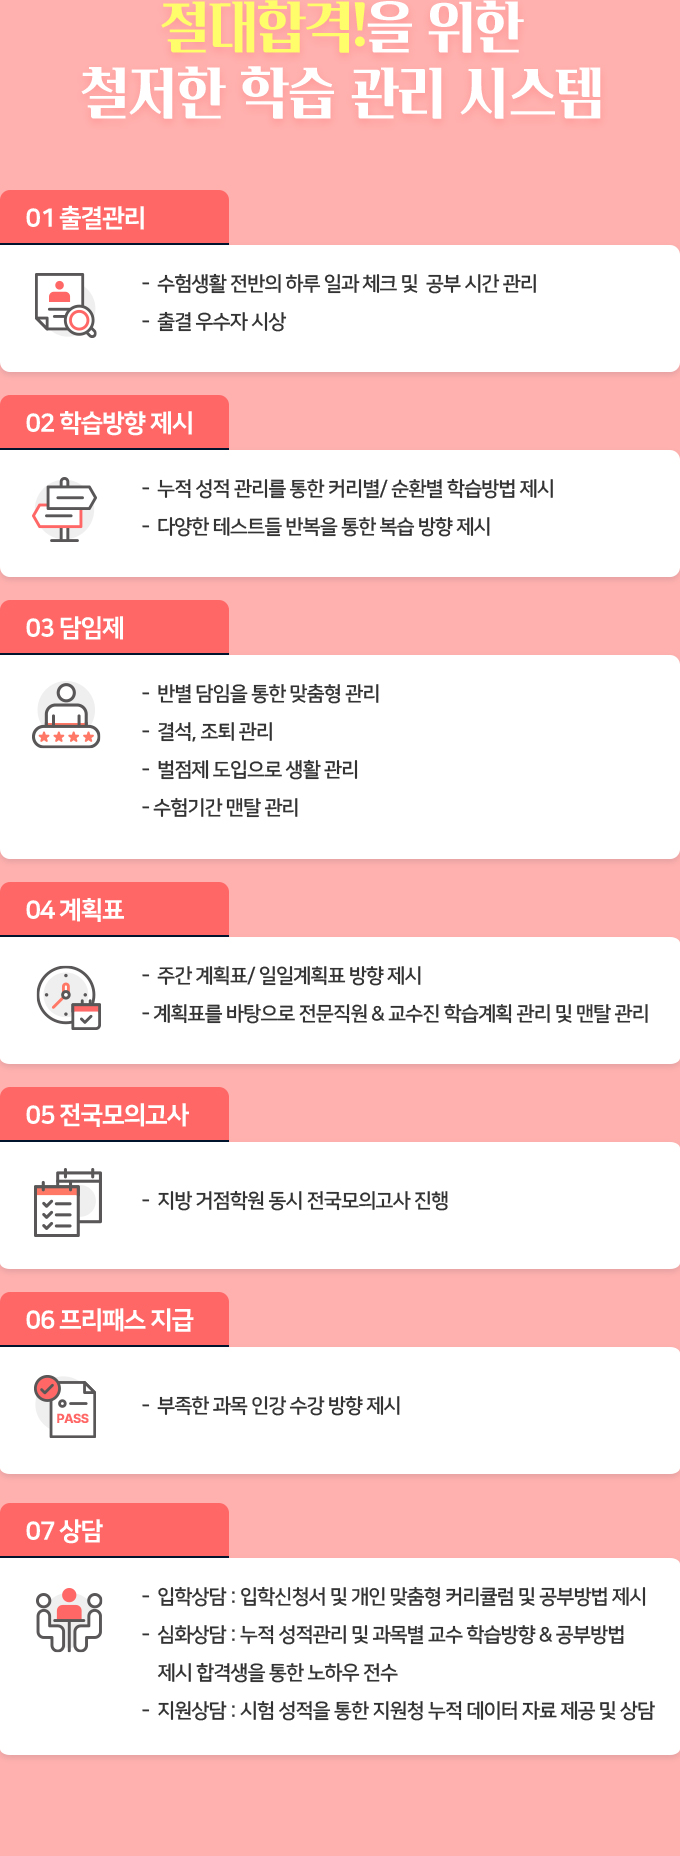 절대합격!을 위한
철저한 학습 관리 시스템
01 출결관리
- 수험생활 전반의 하루 일과 체크 및 공부 시간 관리
- 출결 우수자 시상
02 학습방향 제시
- 누적 성적 관리를 통한 커리별/ 순환별 학습방법 제시
- 다양한 테스트들 반복을 통한 복습 방향 제시
03 담임제
- 반별 담임을 통한 맞춤형 관리
- 결석, 조퇴 관리
- 벌점제 도입으로 생활 관리
- 수험기간 맨탈 관리
04 계획표
- 주간 계획표/ 일일계획표 방향 제시
- 계획표를 바탕으로 전문직원 & 교수진 학습계획 관리 및 맨탈 관리
05 전국모의고사
- 지방 거점학원 동시 전국모의고사 진행
06 프리패스 지급
PASS
- 부족한 과목 인강 수강 방향 제시
07 상담
- 입학상담 : 입학신청서 및 개인 맞춤형 커리큘럼 및 공부방법 제시
- 심화상담 : 누적 성적관리 및 과목별 교수 학습방향 & 공부방법
제시 합격생을 통한 노하우 전수
- 지원상담 : 시험 성적을 통한 지원청 누적 데이터 자료 제공 및 상담